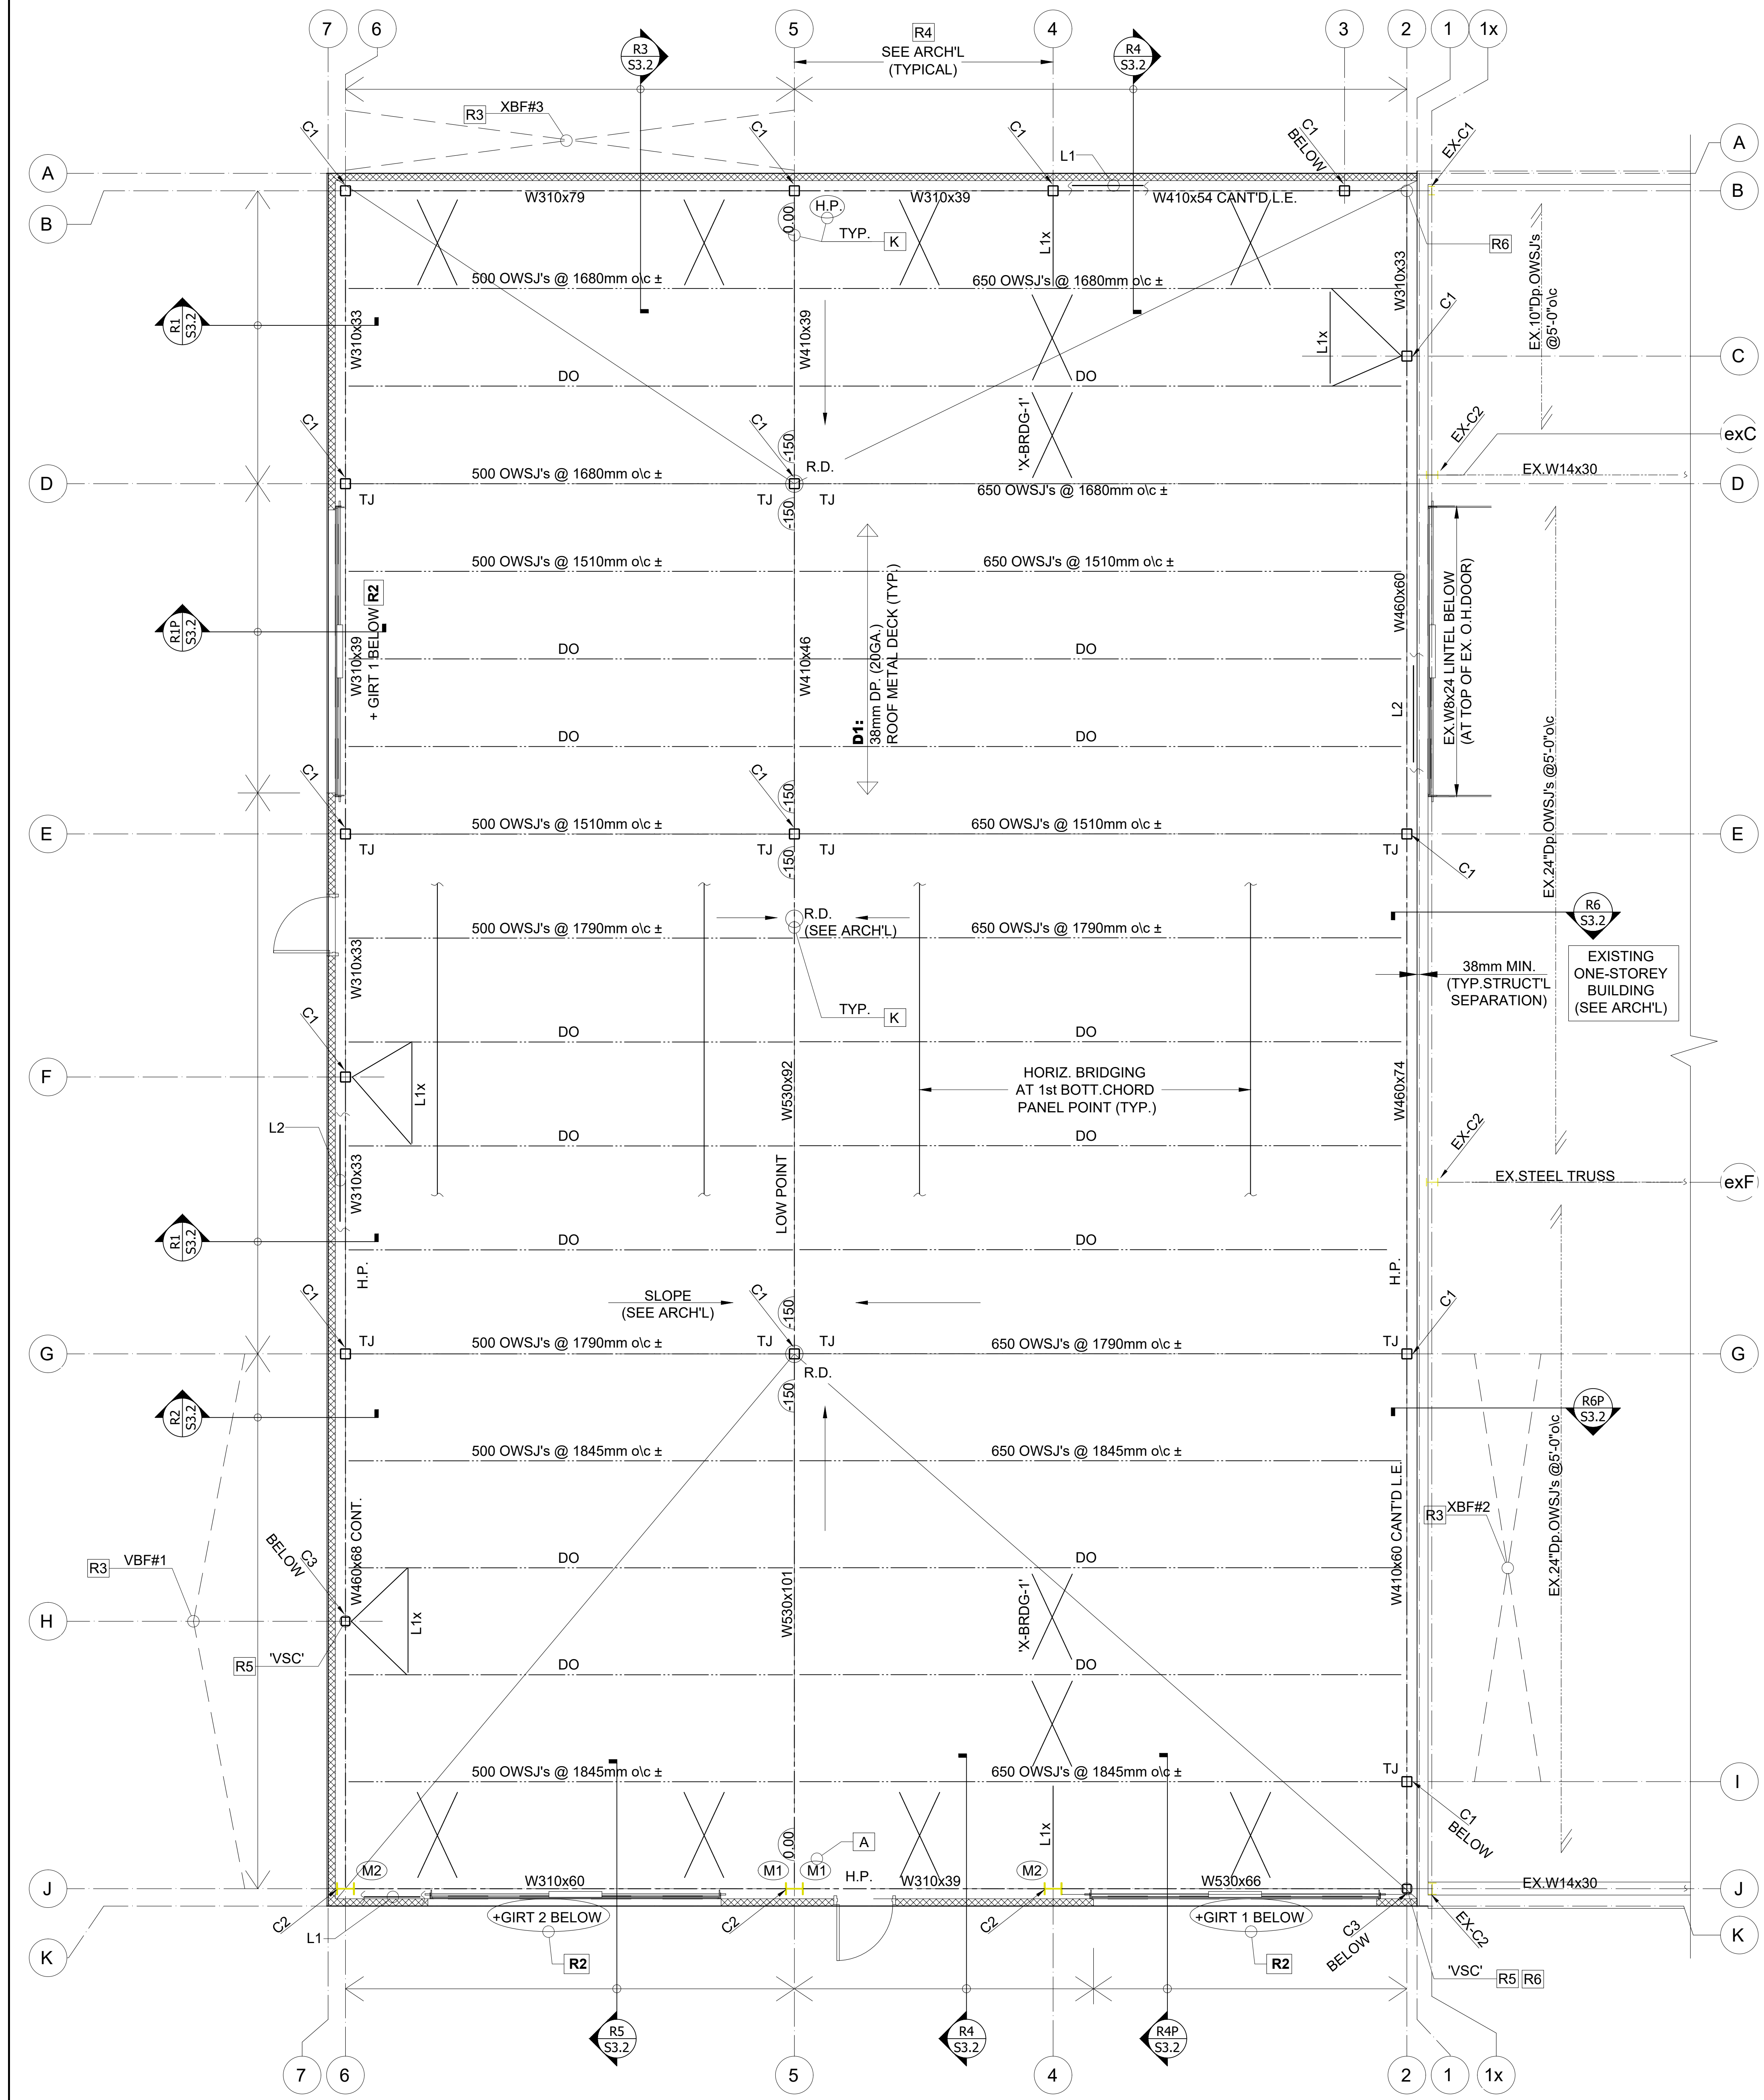 7
6
5
4
3
2
1
1x
R3
S3.2
R4
SEE ARCH'L
(TYPICAL)
R4
S3.2
R3
XBF#3
C1
C1
C1
C1
BELOW
L1
EX-C1
A
A
B
B
W310x79
W310x39
W410x54 CANT'D L.E.
0.00
H.P.
TYP.
K
L1x
R6
W310x33
EX.10"Dp.OWSJ's
@5'-0"o\c
500 OWSJ's @ 1680mm o\c ±
650 OWSJ's @ 1680mm o\c ±
R1
S3.2
W310x33
W410x39
L1x
C1
C
DO
DO
'X-BRDG-1'
C1
C1
-150
R.D.
EX-C2
exC
EX.W14x30
D
D
500 OWSJ's @ 1680mm o\c ±
650 OWSJ's @ 1680mm o\c ±
TJ
TJ
TJ
-150
500 OWSJ's @ 1510mm o\c ±
650 OWSJ's @ 1510mm o\c ±
R1P
S3.2
W310x39
+ GIRT 1 BELOW R2
W410x46
D1:
38mm DP. (20GA.)
ROOF METAL DECK (TYP.)
W460x60
EX.W8x24 LINTEL BELOW
(AT TOP OF EX. O.H.DOOR)
EX.24"Dp.OWSJ's @5'-0"o\c
DO
DO
L2
DO
DO
C1
C1
-150
E
E
500 OWSJ's @ 1510mm o\c ±
650 OWSJ's @ 1510mm o\c ±
TJ
TJ
TJ
TJ
-150
C1
R.D.
(SEE ARCH'L)
500 OWSJ's @ 1790mm o\c ±
650 OWSJ's @ 1790mm o\c ±
R6
S3.2
W310x33
38mm MIN.
(TYP.STRUCT'L
SEPARATION)
EXISTING
ONE-STOREY
BUILDING
(SEE ARCH'L)
TYP.
K
C1
DO
DO
F
L1x
W530x92
HORIZ. BRIDGING
AT 1st BOTT.CHORD
PANEL POINT (TYP.)
W460x74
L2
DO
DO
EX-C2
W310x33
LOW POINT
EX.STEEL TRUSS
exF
R1
S3.2
DO
DO
H.P.
H.P.
C1
SLOPE
(SEE ARCH'L)
C1
-150
C1
G
G
TJ
500 OWSJ's @ 1790mm o\c ±
TJ
TJ
650 OWSJ's @ 1790mm o\c ±
TJ
R.D.
-150
R2
S3.2
R6P
S3.2
500 OWSJ's @ 1845mm o\c ±
650 OWSJ's @ 1845mm o\c ±
W460x68 CONT.
W410x60 CANT'D L.E.
R3
XBF#2
EX.24"Dp.OWSJ's @5'-0"o\c
R3
VBF#1
C3
BELOW
DO
DO
W530x101
'X-BRDG-1'
H
L1x
R5
'VSC'
DO
DO
500 OWSJ's @ 1845mm o\c ±
650 OWSJ's @ 1845mm o\c ±
TJ
I
C1
BELOW
0.00
A
L1x
M2
M1
M1
H.P.
M2
J
J
W310x60
W310x39
W530x66
EX.W14x30
C2
L1
+GIRT 2 BELOW
C2
C2
+GIRT 1 BELOW
C3
BELOW
EX-C2
K
K
R2
R2
'VSC'
R5
R6
R5
S3.2
R4
S3.2
R4P
S3.2
7
6
5
4
2
1
1x